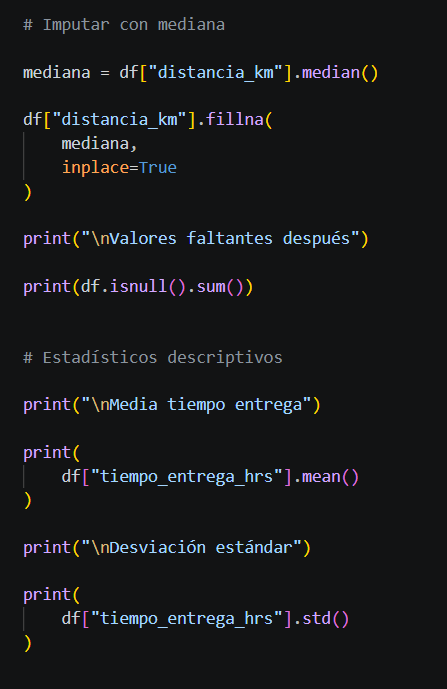 # Imputar con mediana
mediana = df["distancia_km"].median()
df["distancia_km"].fillna(
    mediana,
    inplace=True
)
print("\nValores faltantes después")
print(df.isnull().sum())
# Estadísticos descriptivos
print("\nMedia tiempo entrega")
print(
    df["tiempo_entrega_hrs"].mean()
)
print("\nDesviación estándar")
print(
    df["tiempo_entrega_hrs"].std()
)